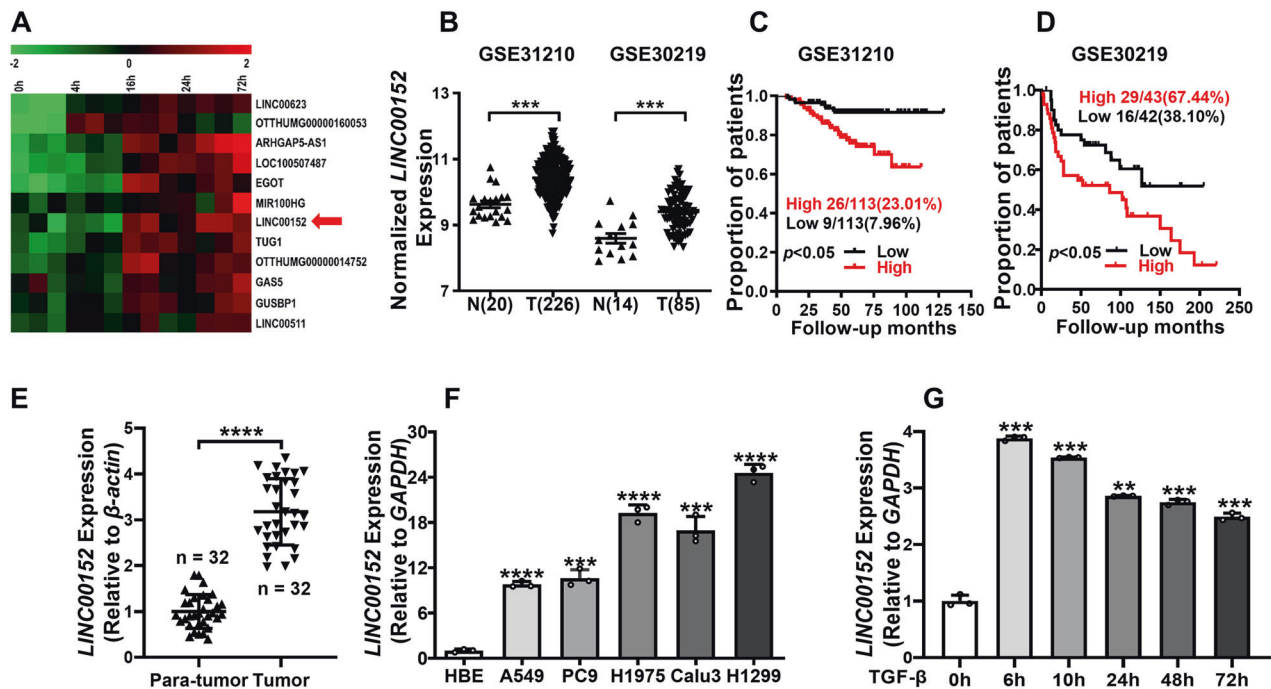 A
-2 0 2
0h 4h 16h 24h 72h
LINC00623
OTTHUMG00000160053
ARHGAP5-AS1
LOC100507487
EGOT
MIR100HG
LINC00152
TUG1
OTTHUMG00000014752
GAS5
GUSBP1
LINC00511
B
GSE31210 GSE30219
Normalized LINC00152
Expression
13
11
9
7
*** ***
N(20) T(226) N(14) T(85)
C
GSE31210
Proportion of patients
1.0
0.8
0.6
0.4
0.2
0.0
High 26/113(23.01%)
Low 9/113(7.96%)
p<0.05
Low
High
0 25 50 75 100 125 150
Follow-up months
D
GSE30219
Proportion of patients
1.0
0.8
0.6
0.4
0.2
0.0
High 29/43(67.44%)
Low 16/42(38.10%)
p<0.05
Low
High
0 50 100 150 200 250
Follow-up months
E
LINC00152 Expression
(Relative to β-actin)
5
4
3
2
1
0
****
n = 32
n = 32
Para-tumor Tumor
F
LINC00152 Expression
(Relative to GAPDH)
30
24
18
12
6
0
**** *** **** *** ****
HBE A549 PC9 H1975 Calu3 H1299
G
LINC00152 Expression
(Relative to GAPDH)
4
3
2
1
0
*** *** ** *** ***
TGF-β 0h 6h 10h 24h 48h 72h